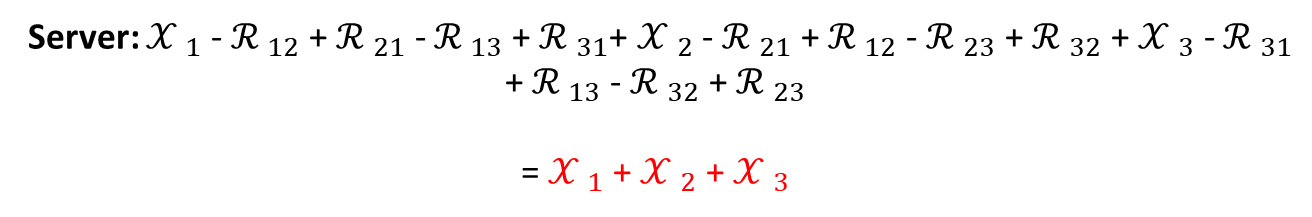 Server: 𝒳 1 - ℛ 12 + ℛ 21 - ℛ 13 + ℛ 31+ 𝒳 2 - ℛ 21 + ℛ 12 - ℛ 23 + ℛ 32 + 𝒳 3 - ℛ 31
+ ℛ 13 - ℛ 32 + ℛ 23
= 𝒳 1 + 𝒳 2 + 𝒳 3